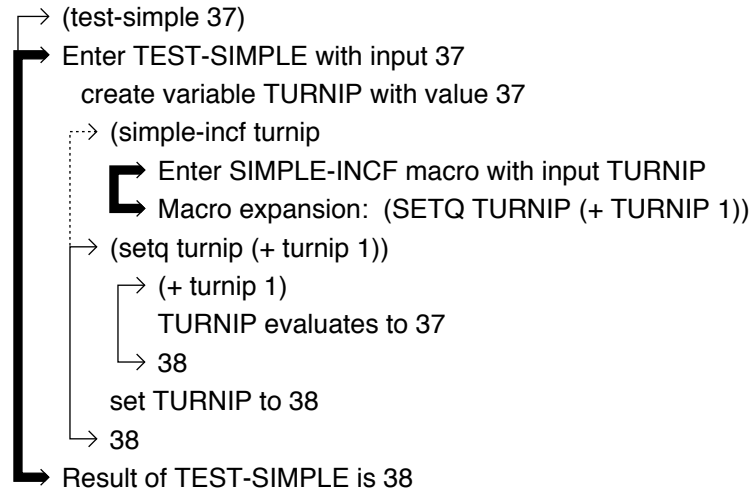 (test-simple 37)
Enter TEST-SIMPLE with input 37
create variable TURNIP with value 37
(simple-incf turnip
Enter SIMPLE-INCF macro with input TURNIP
Macro expansion: (SETQ TURNIP (+ TURNIP 1))
(setq turnip (+ turnip 1))
(+ turnip 1)
TURNIP evaluates to 37
38
set TURNIP to 38
38
Result of TEST-SIMPLE is 38